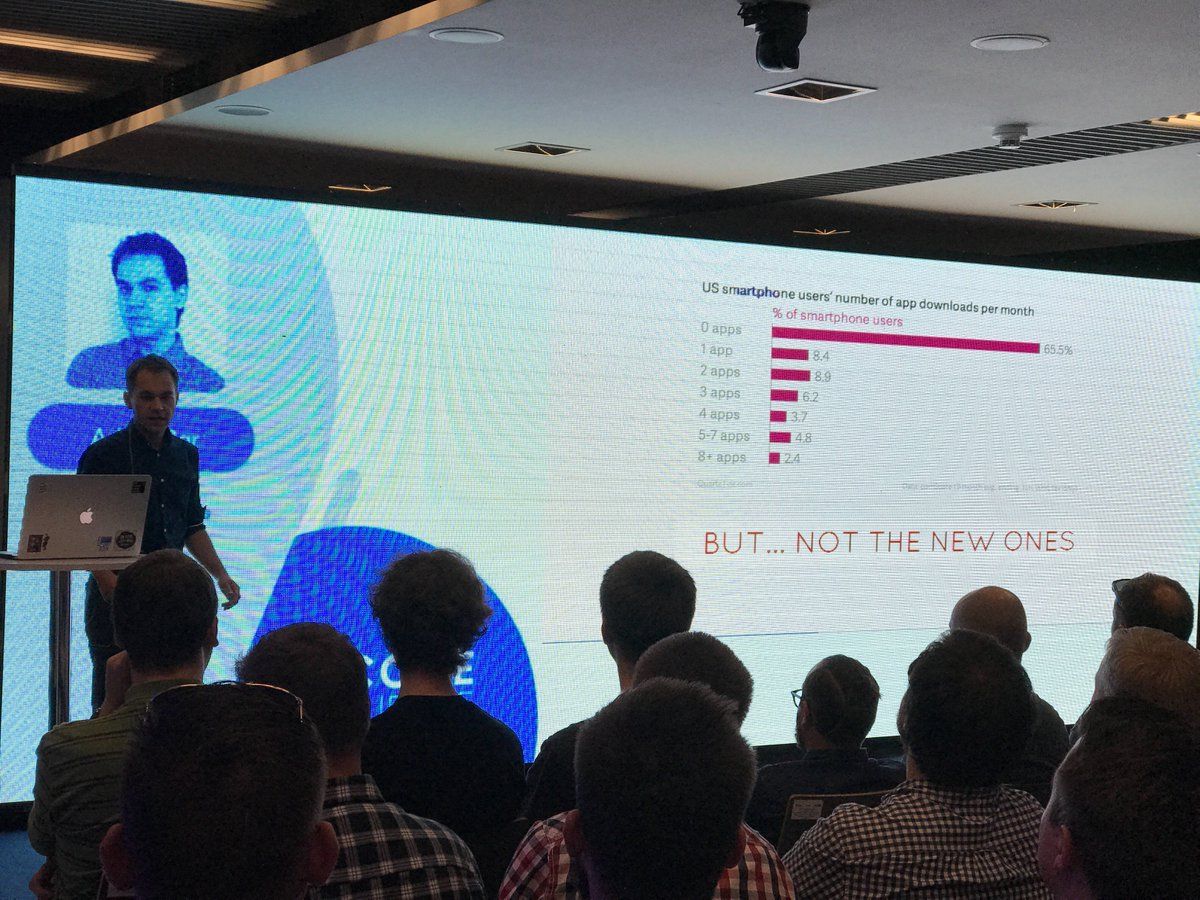 US smartphone users' number of app downloads per month
% of smartphone users
0 apps 65.5%
1 app 8.4
2 apps 8.9
3 apps 6.2
4 apps 3.7
5-7 apps 4.8
8+ apps 2.4
BUT... NOT THE NEW ONES